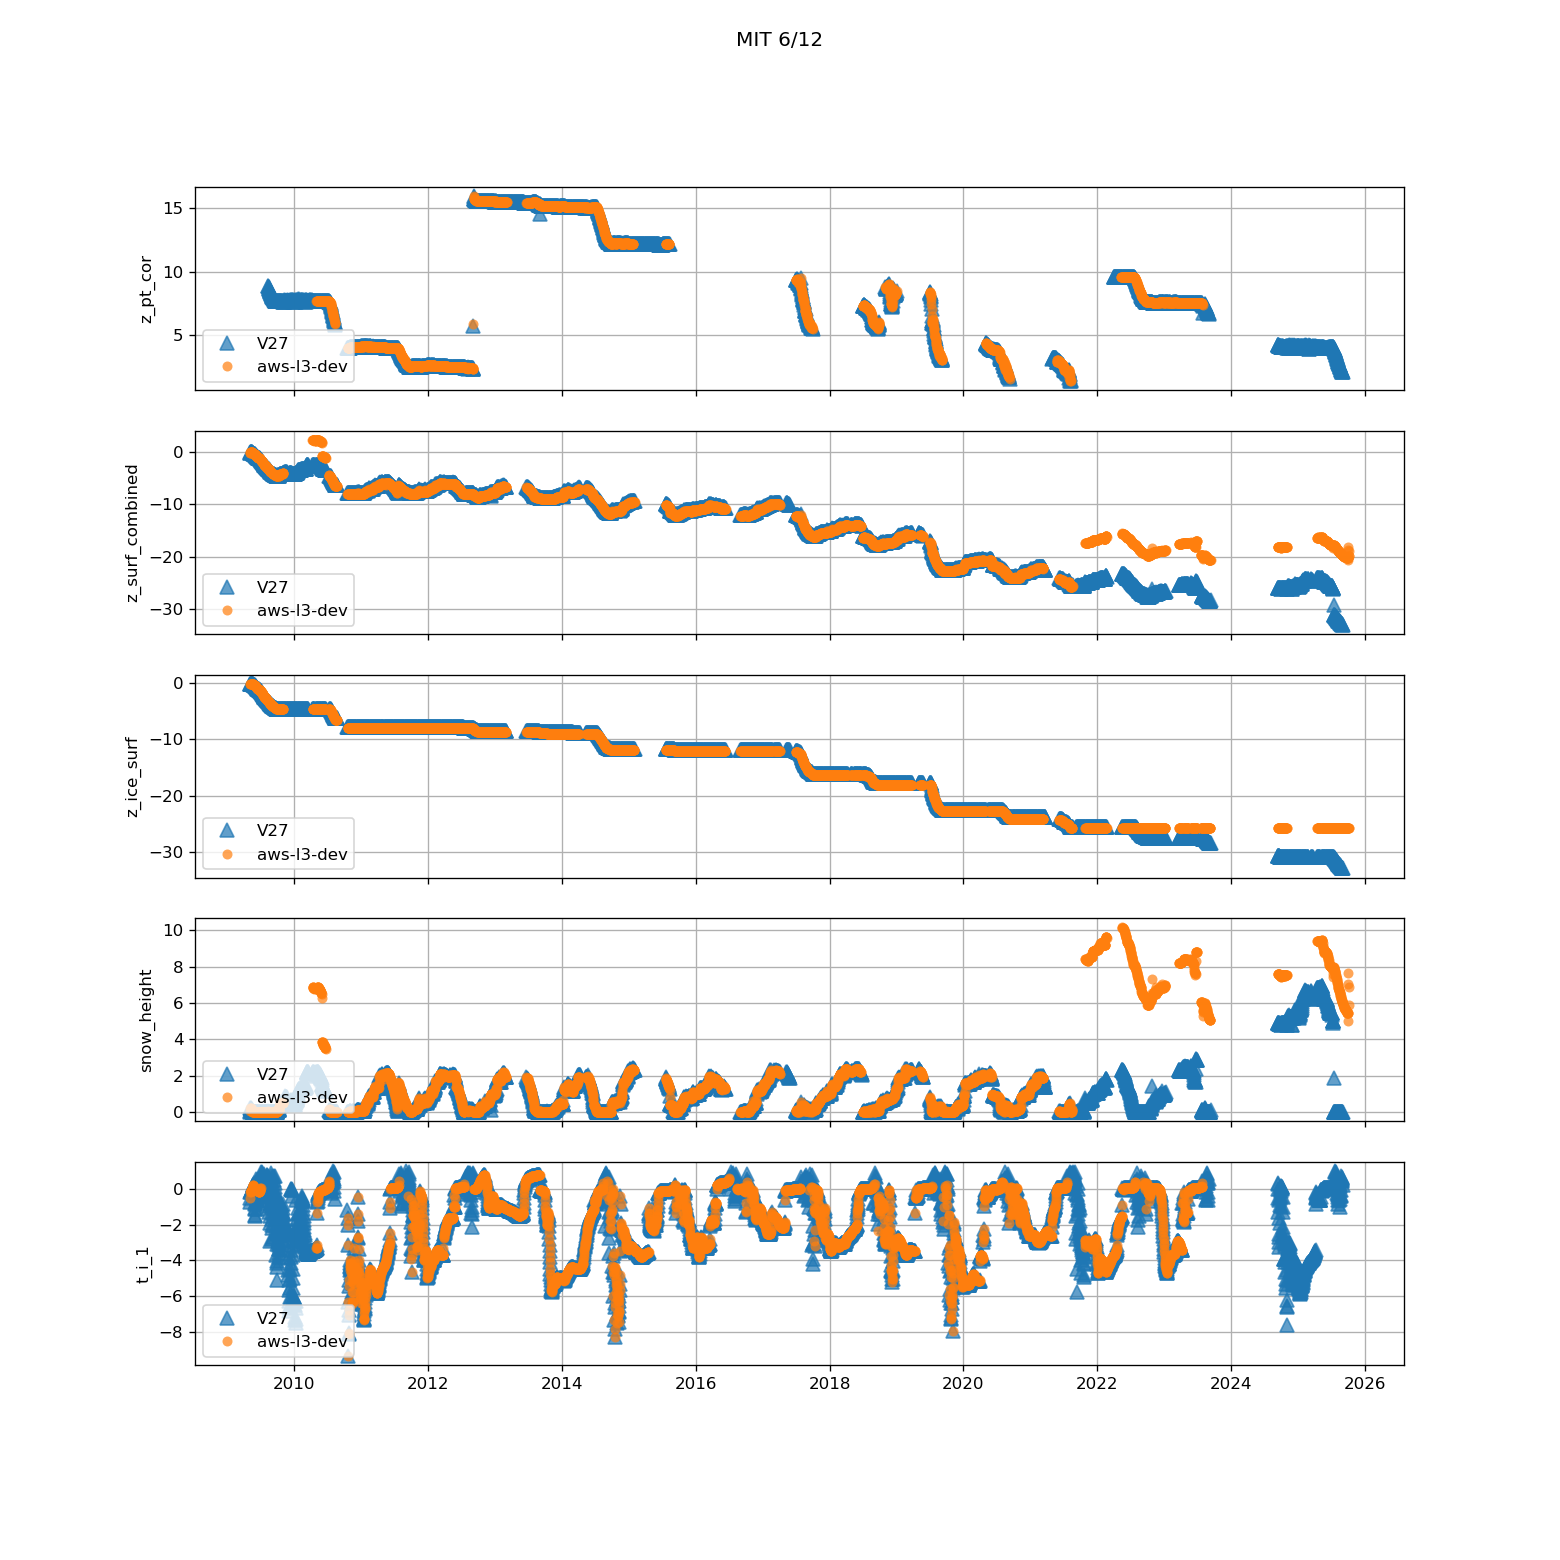 MIT 6/12
15
10
5
z_pt_cor
V27
aws-l3-dev
0
−10
−20
−30
z_surf_combined
V27
aws-l3-dev
0
−10
−20
−30
z_ice_surf
V27
aws-l3-dev
10
8
6
4
2
0
snow_height
V27
aws-l3-dev
0
−2
−4
−6
−8
t_i_1
V27
aws-l3-dev
2010 2012 2014 2016 2018 2020 2022 2024 2026